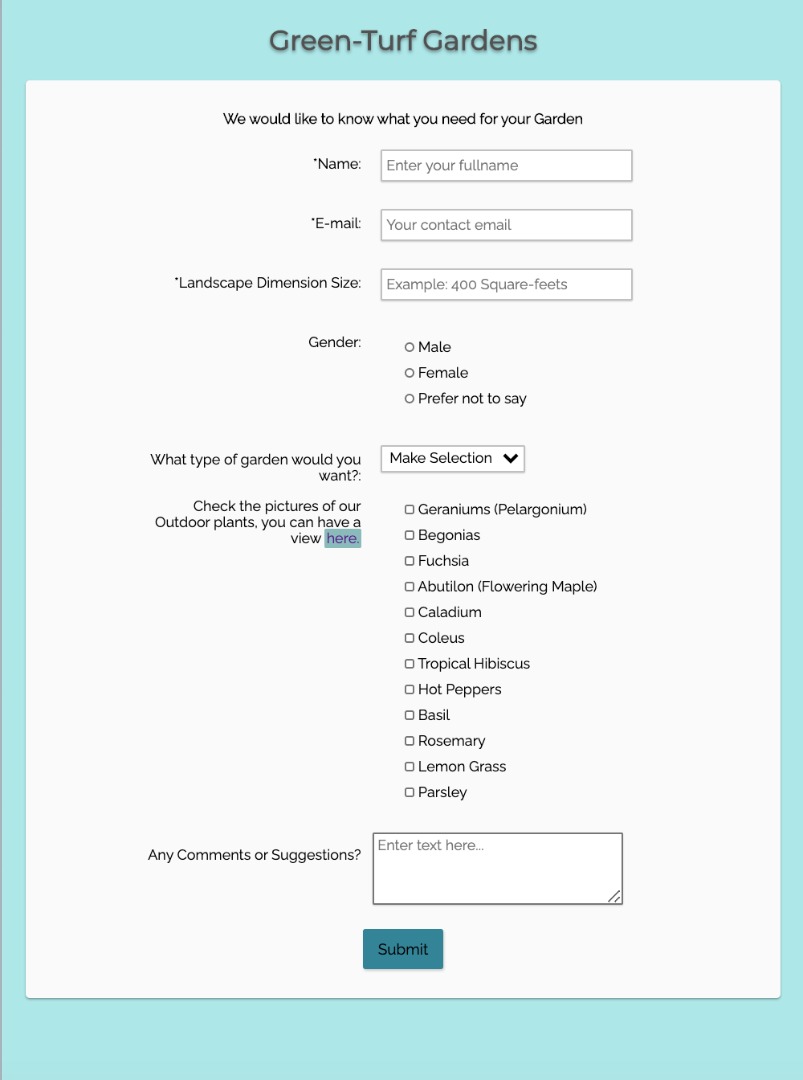 Green-Turf Gardens
We would like to know what you need for your Garden
*Name:
Enter your fullname
*E-mail:
Your contact email
*Landscape Dimension Size:
Example: 400 Square-feets
Gender:
Male
Female
Prefer not to say
What type of garden would you
want?:
Make Selection
Check the pictures of our
Outdoor plants, you can have a
view here.
Geraniums (Pelargonium)
Begonias
Fuchsia
Abutilon (Flowering Maple)
Caladium
Coleus
Tropical Hibiscus
Hot Peppers
Basil
Rosemary
Lemon Grass
Parsley
Any Comments or Suggestions?
Enter text here...
Submit